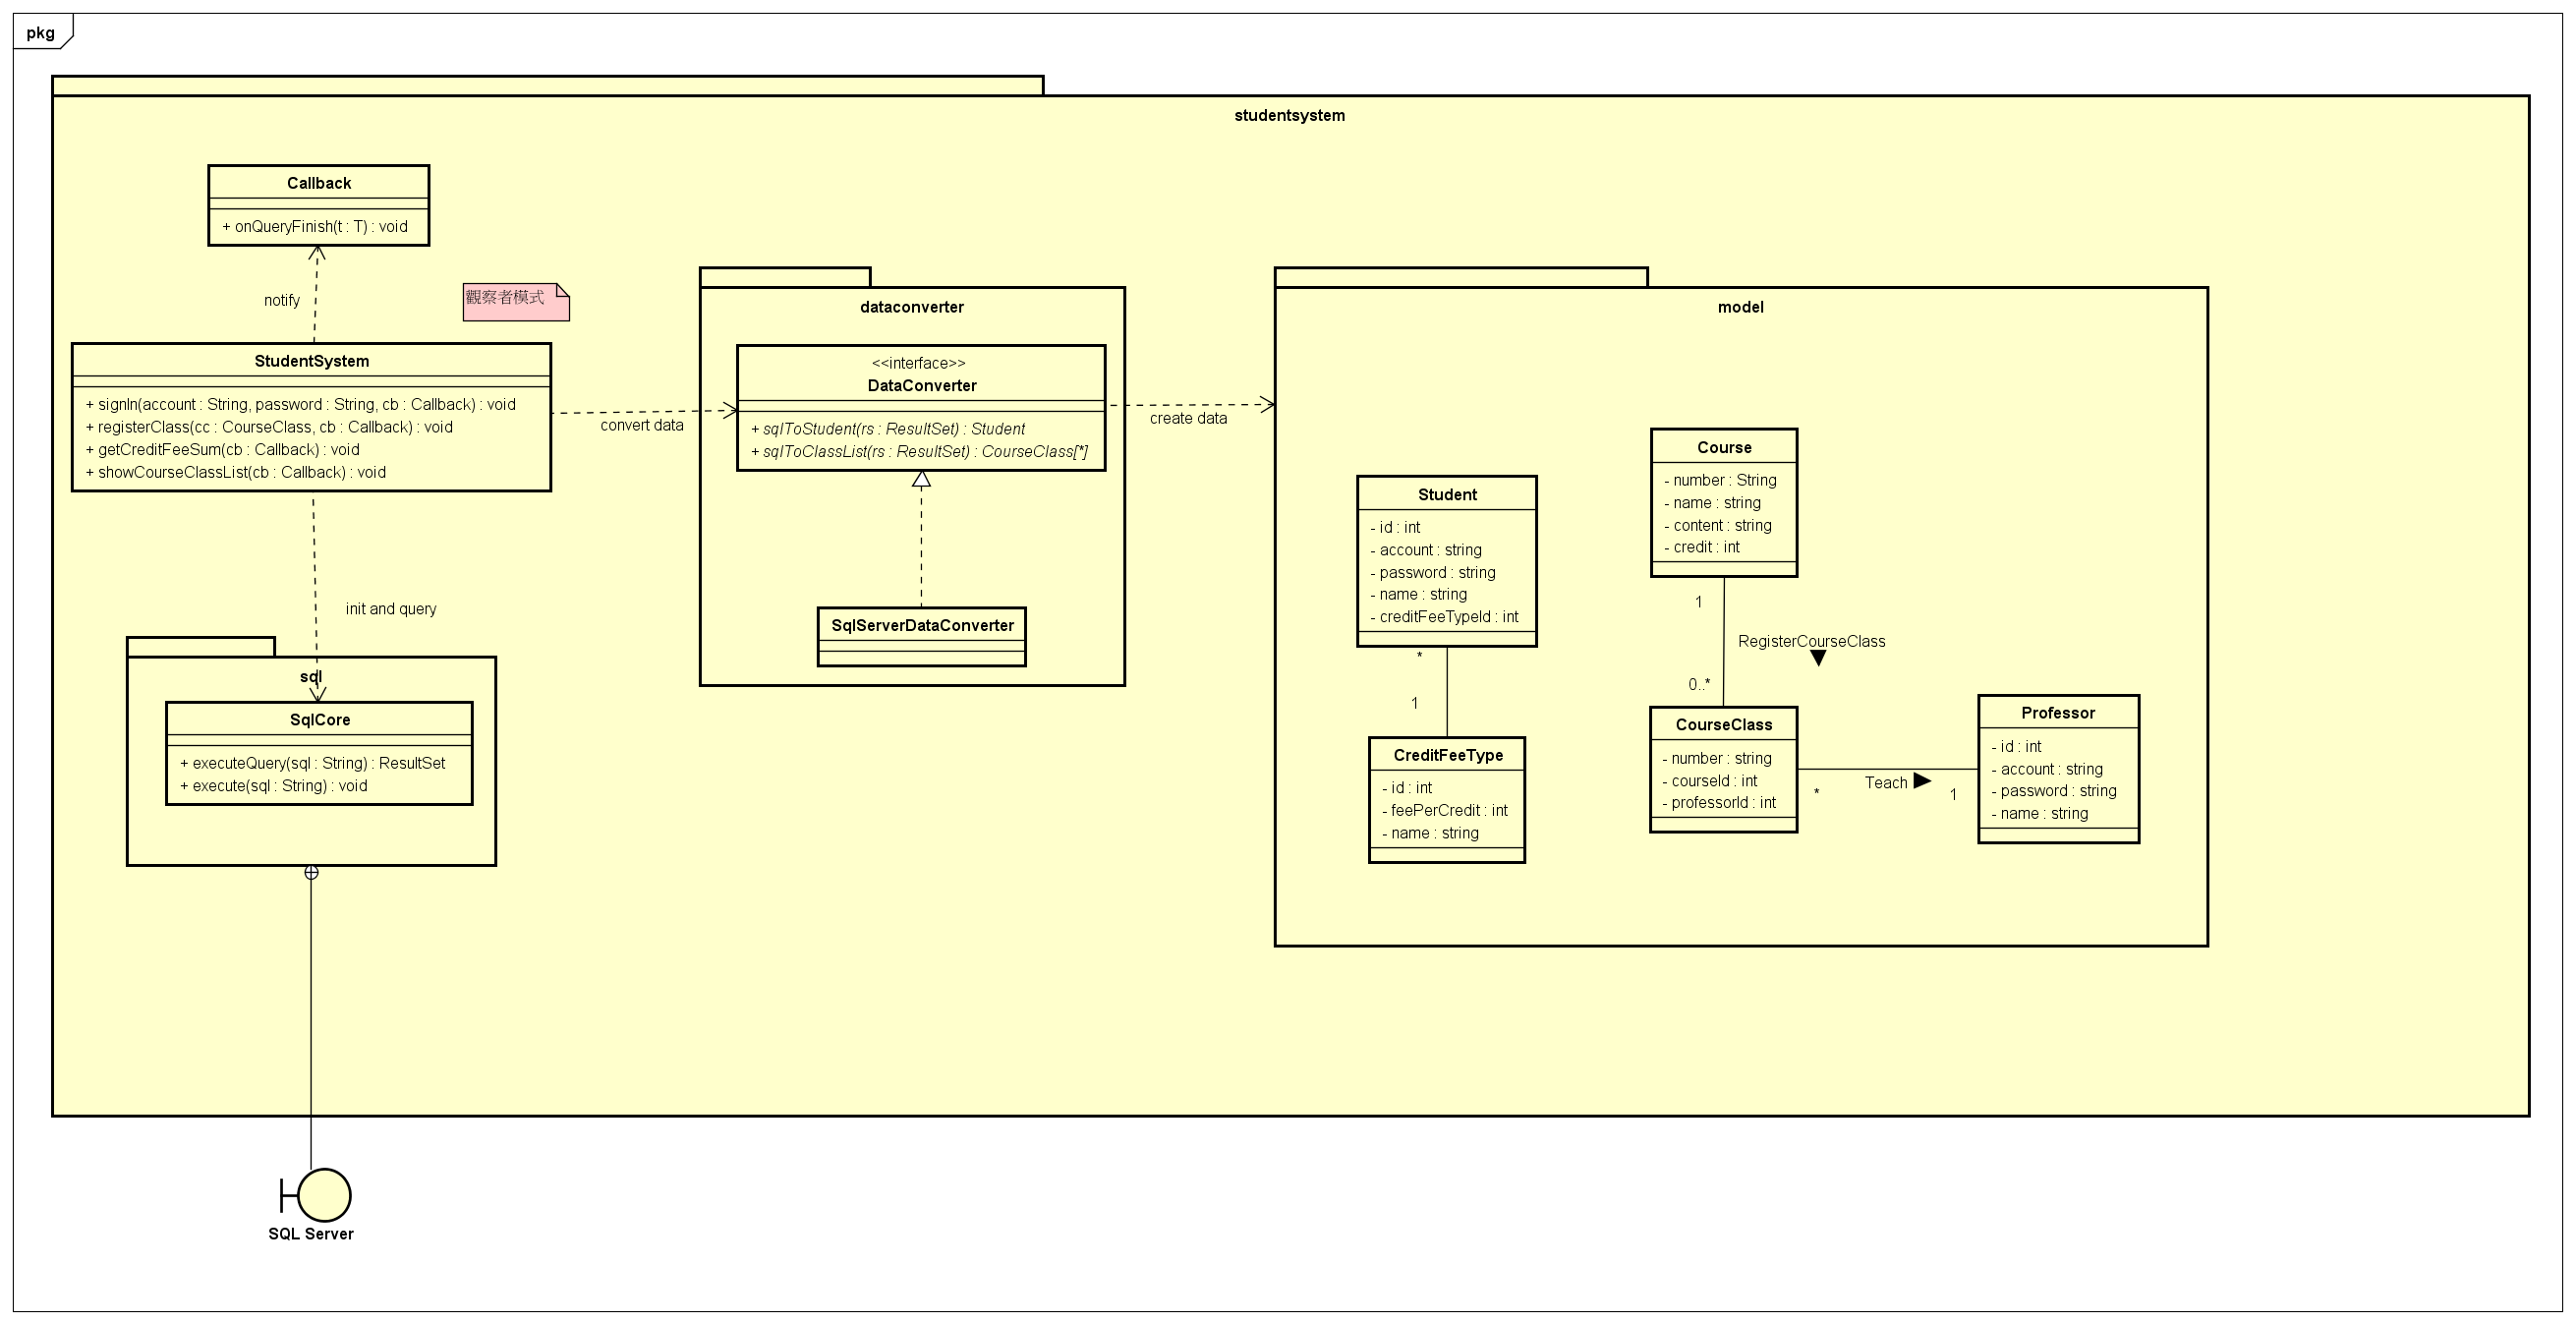 pkg
studentsystem
Callback
+ onQueryFinish(t : T) : void
notify
觀察者模式
StudentSystem
+ signIn(account : String, password : String, cb : Callback) : void
+ registerClass(cc : CourseClass, cb : Callback) : void
+ getCreditFeeSum(cb : Callback) : void
+ showCourseClassList(cb : Callback) : void
convert data
init and query
sql
SqlCore
+ executeQuery(sql : String) : ResultSet
+ execute(sql : String) : void
SQL Server
dataconverter
<<interface>>
DataConverter
+ sqlToStudent(rs : ResultSet) : Student
+ sqlToClassList(rs : ResultSet) : CourseClass[*]
SqlServerDataConverter
create data
model
Student
- id : int
- account : string
- password : string
- name : string
- creditFeeTypeId : int
*
1
CreditFeeType
- id : int
- feePerCredit : int
- name : string
Course
- number : String
- name : string
- content : string
- credit : int
1
RegisterCourseClass
0..*
CourseClass
- number : string
- courseId : int
- professorId : int
*
Teach
1
Professor
- id : int
- account : string
- password : string
- name : string